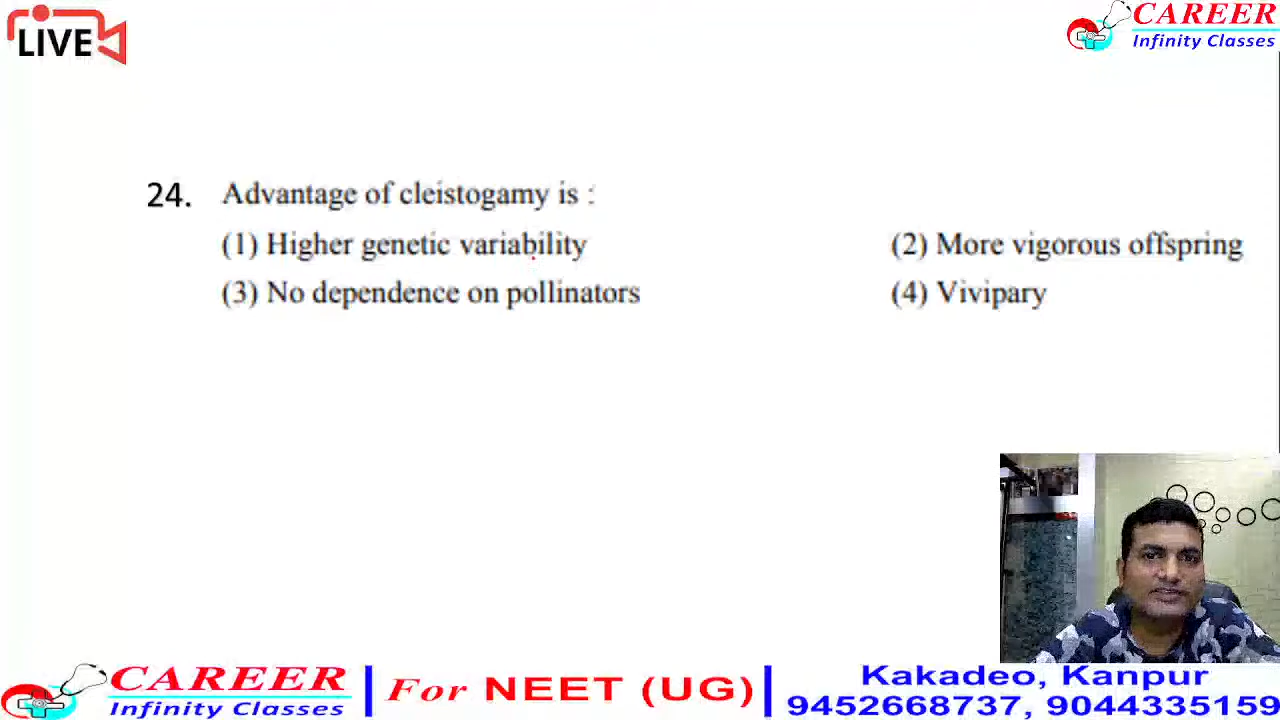 LIVE
CAREER
Infinity Classes
24. Advantage of cleistogamy is :
(1) Higher genetic variability (2) More vigorous offspring
(3) No dependence on pollinators (4) Vivipary
CAREER
Infinity Classes
For NEET (UG)
Kakadeo, Kanpur
9452668737, 9044335159